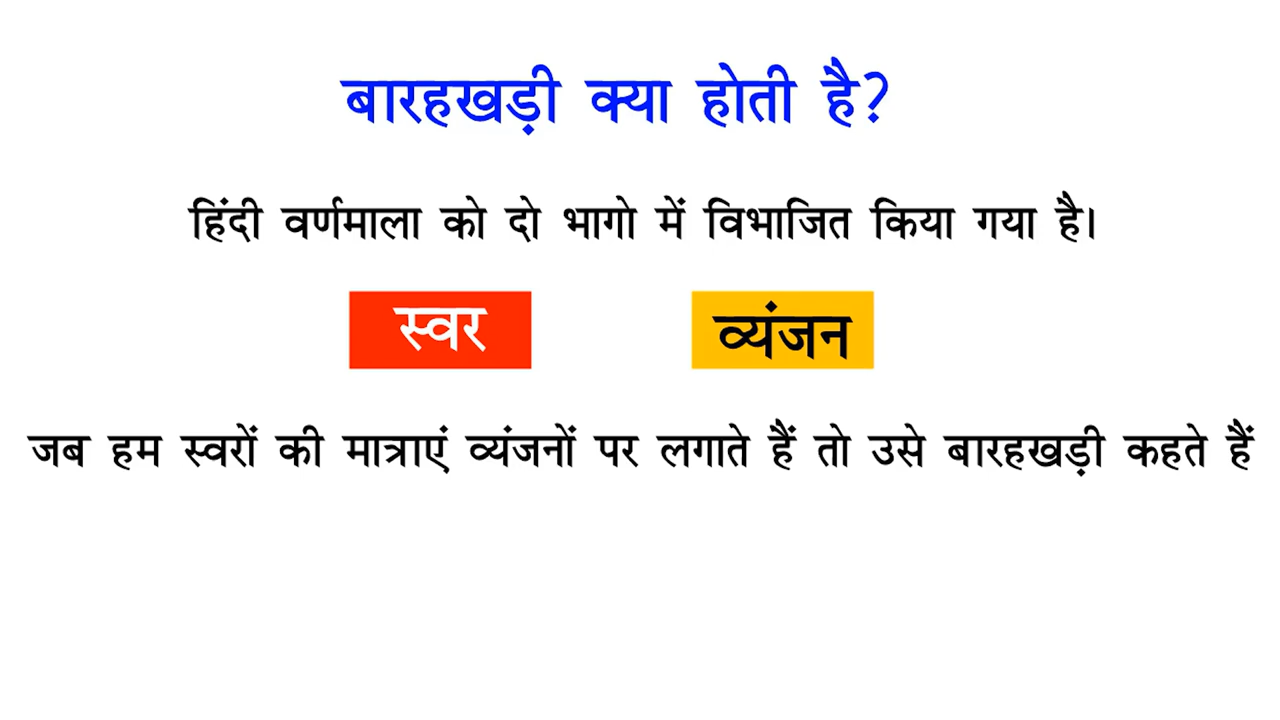 बारहखड़ी क्या होती है?
हिंदी वर्णमाला को दो भागो में विभाजित किया गया है।
स्वर व्यंजन
जब हम स्वरों की मात्राएं व्यंजनों पर लगाते हैं तो उसे बारहखड़ी कहते हैं